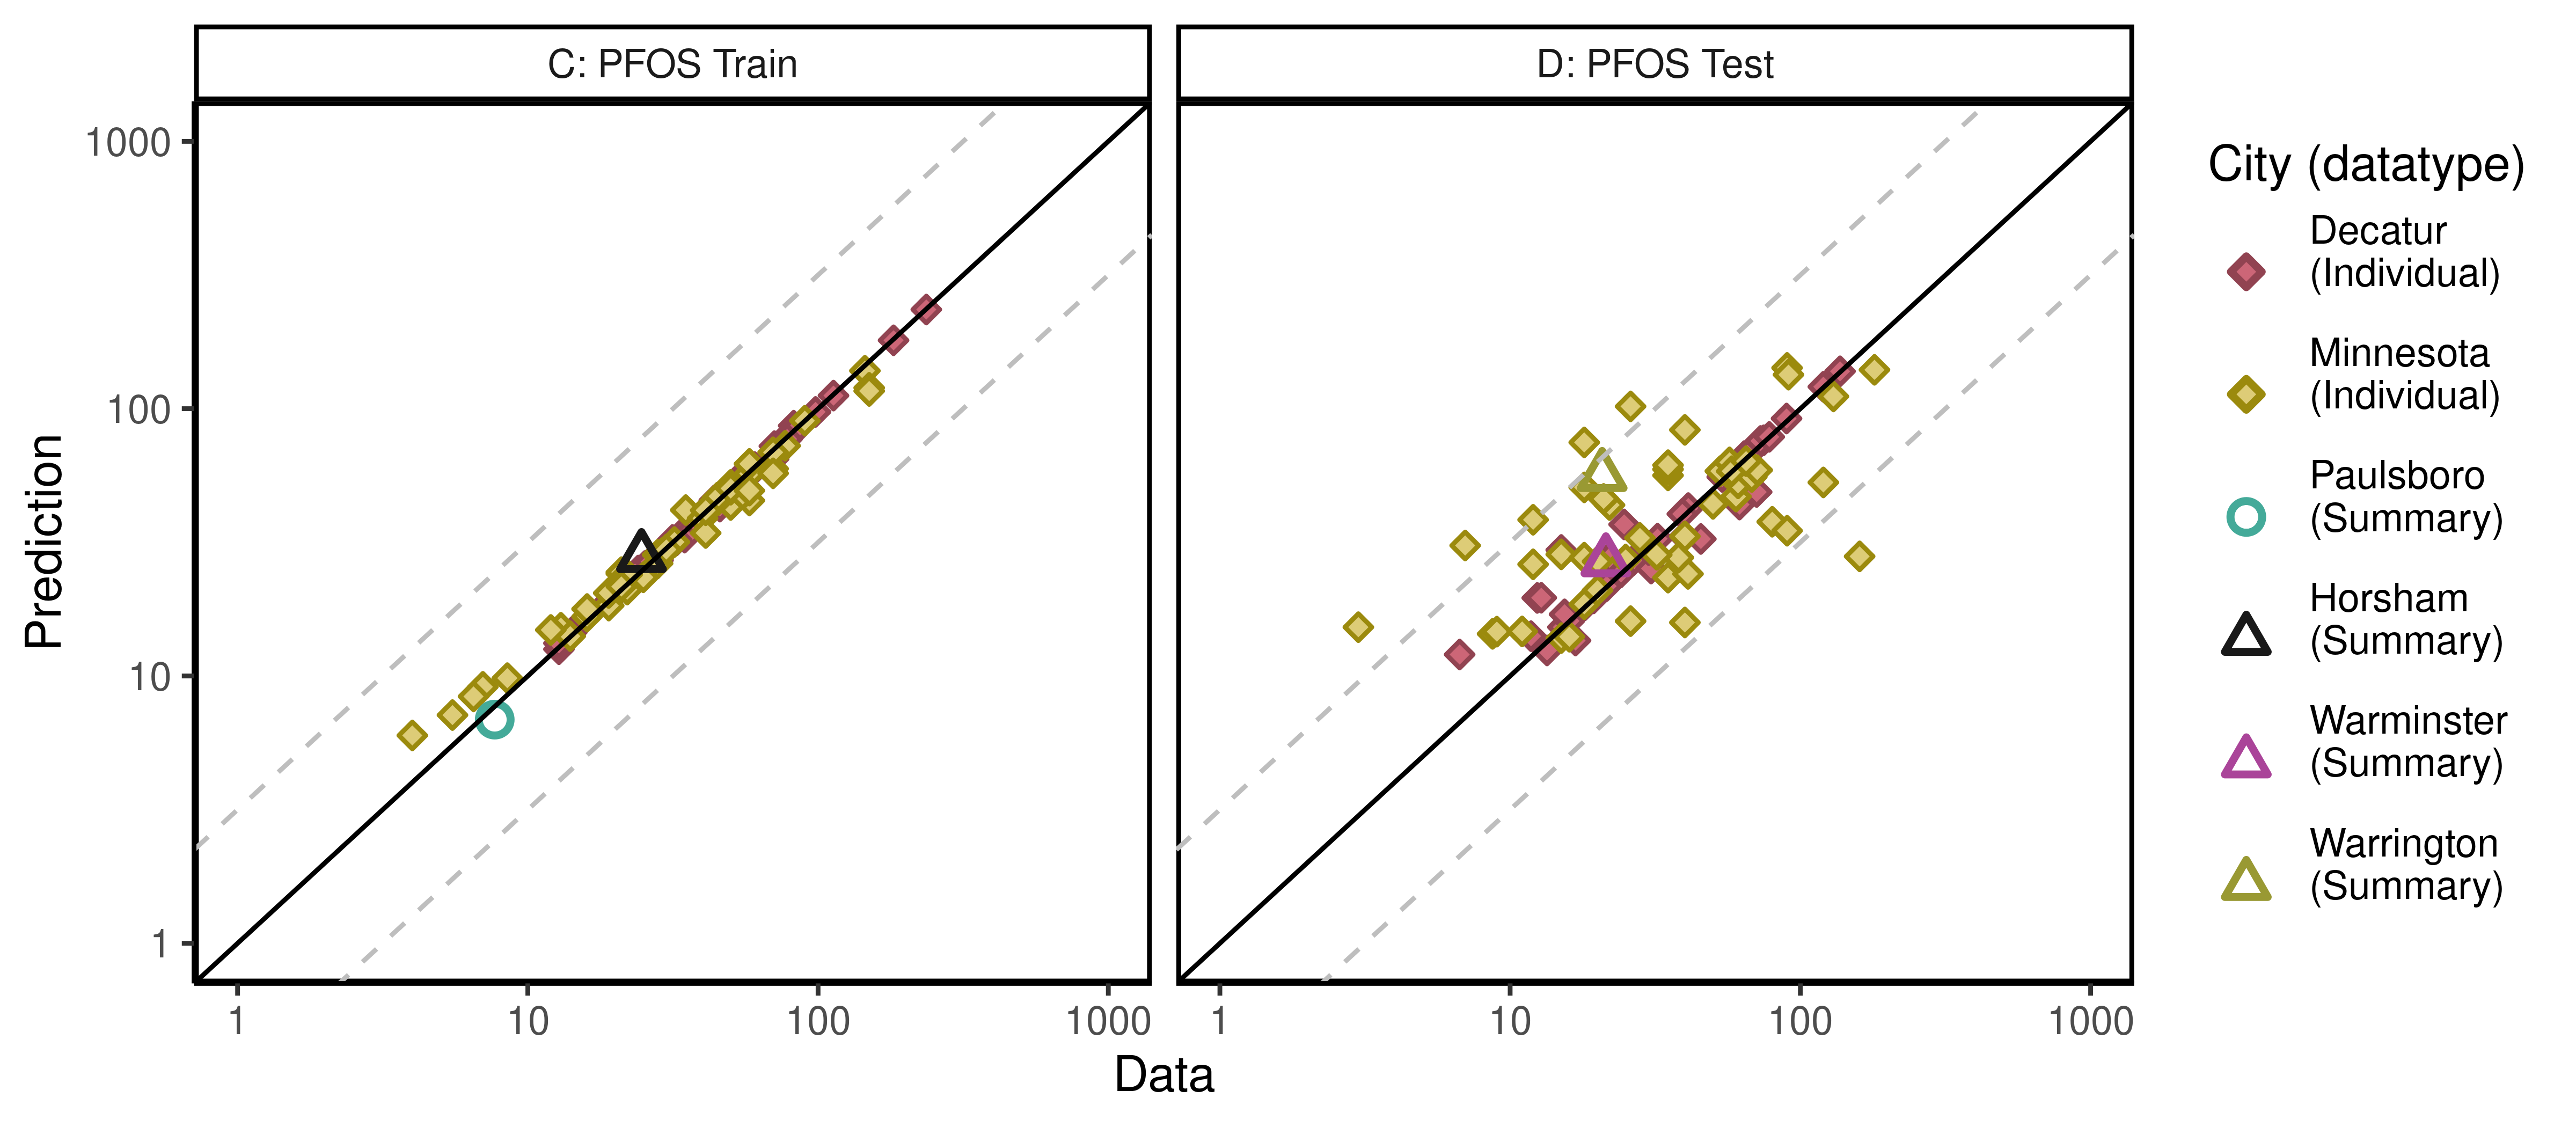 C: PFOS Train
D: PFOS Test
1000
100
10
1
Prediction
1
10
100
1000
1
10
100
1000
Data
City (datatype)
Decatur
(Individual)
Minnesota
(Individual)
Paulsboro
(Summary)
Horsham
(Summary)
Warminster
(Summary)
Warrington
(Summary)